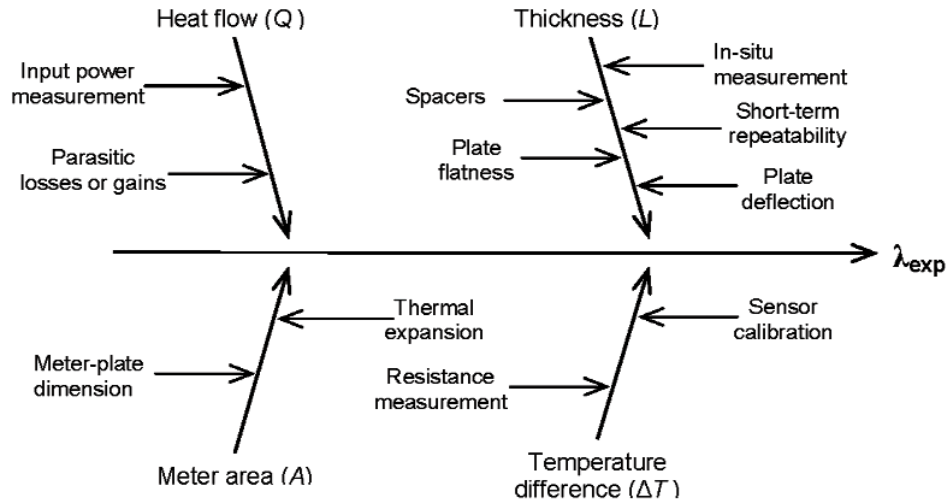 Heat flow (Q)
Thickness (L)
Input power
measurement
In-situ
measurement
Spacers
Short-term
repeatability
Parasitic
losses or gains
Plate
flatness
Plate
deflection
λexp
Thermal
expansion
Sensor
calibration
Meter-plate
dimension
Resistance
measurement
Meter area (A)
Temperature
difference (ΔT)